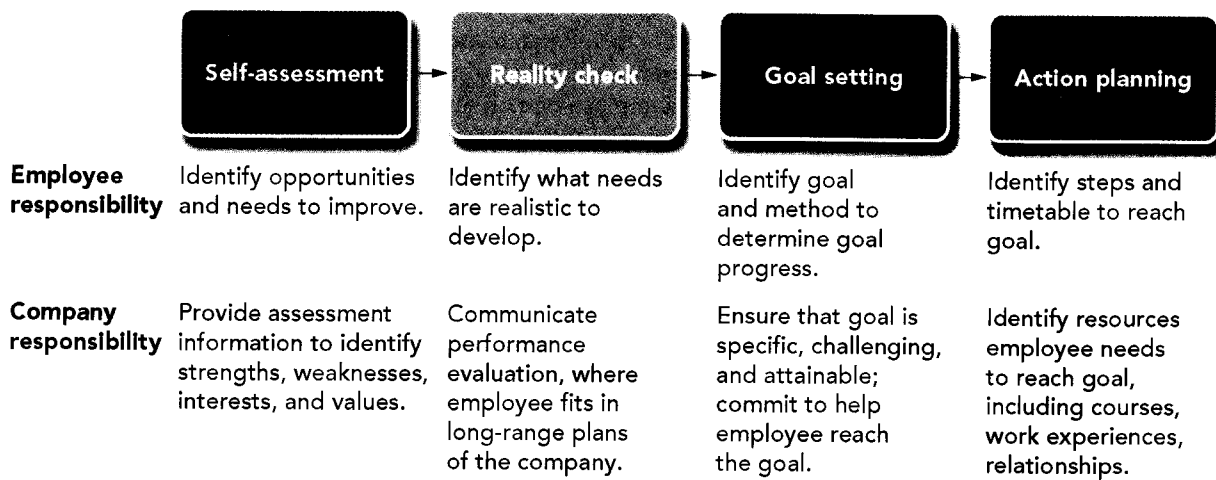 Self-assessment
Reality check
Goal setting
Action planning
Employee
responsibility
Identify opportunities
and needs to improve.
Identify what needs
are realistic to
develop.
Identify goal
and method to
determine goal
progress.
Identify steps and
timetable to reach
goal.
Company
responsibility
Provide assessment
information to identify
strengths, weaknesses,
interests, and values.
Communicate
performance
evaluation, where
employee fits in
long-range plans
of the company.
Ensure that goal is
specific, challenging,
and attainable;
commit to help
employee reach
the goal.
Identify resources
employee needs
to reach goal,
including courses,
work experiences,
relationships.